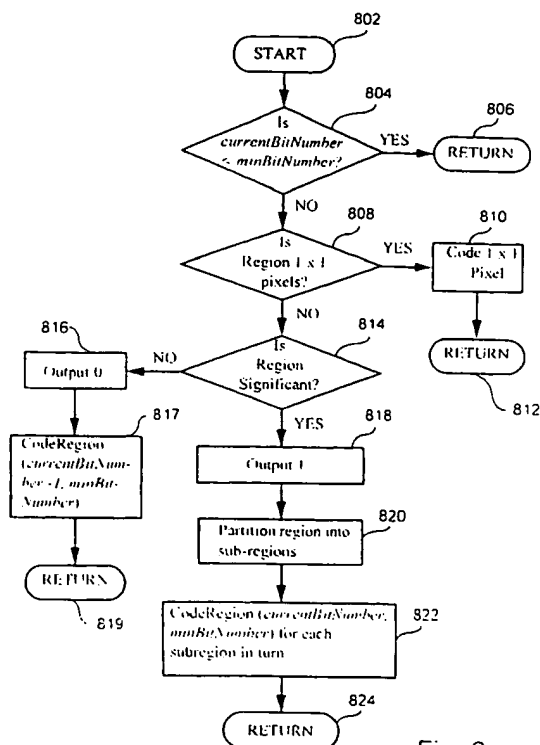 802
START
804
Is
currentBitNumber
< minBitNumber?
YES
806
RETURN
NO
808
Is
Region 1 x 1
pixels?
YES
810
Code 1 x 1
Pixel
NO
RETURN
812
814
Is
Region
Significant?
NO
816
Output 0
YES
817
CodeRegion
(currentBitNum-
ber -1, minBit-
Number)
818
Output 1
820
Partition region into
sub-regions
RETURN
819
CodeRegion (currentBitNumber,
minBitNumber) for each
subregion in turn
822
824
RETURN